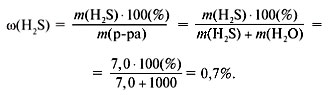 ω(H₂S) = m(H₂S) · 100(%) / m(р-ра) = m(H₂S) · 100(%) / m(H₂S) + m(H₂O) =
= 7,0 · 100(%) / 7,0 + 1000 = 0,7%.